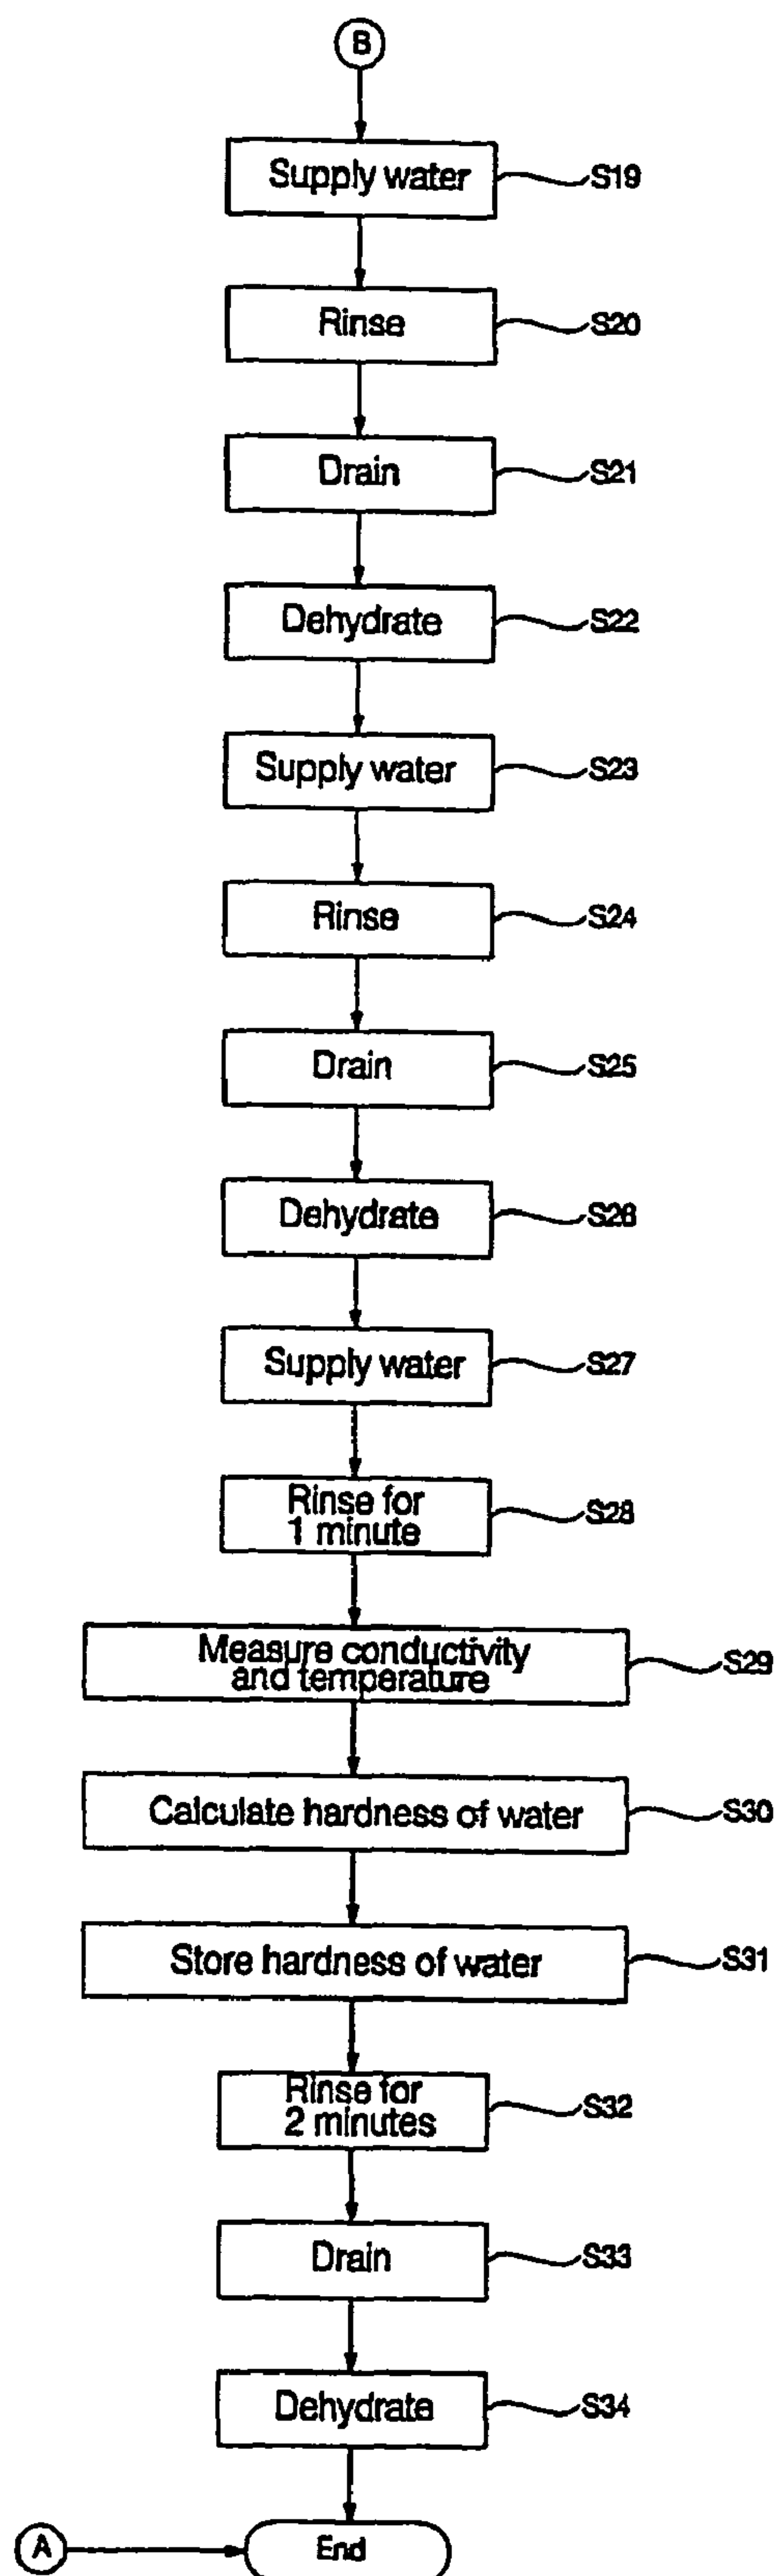 B
Supply water
S19
Rinse
S20
Drain
S21
Dehydrate
S22
Supply water
S23
Rinse
S24
Drain
S25
Dehydrate
S26
Supply water
S27
Rinse for
1 minute
S28
Measure conductivity
and temperature
S29
Calculate hardness of water
S30
Store hardness of water
S31
Rinse for
2 minutes
S32
Drain
S33
Dehydrate
S34
A
End